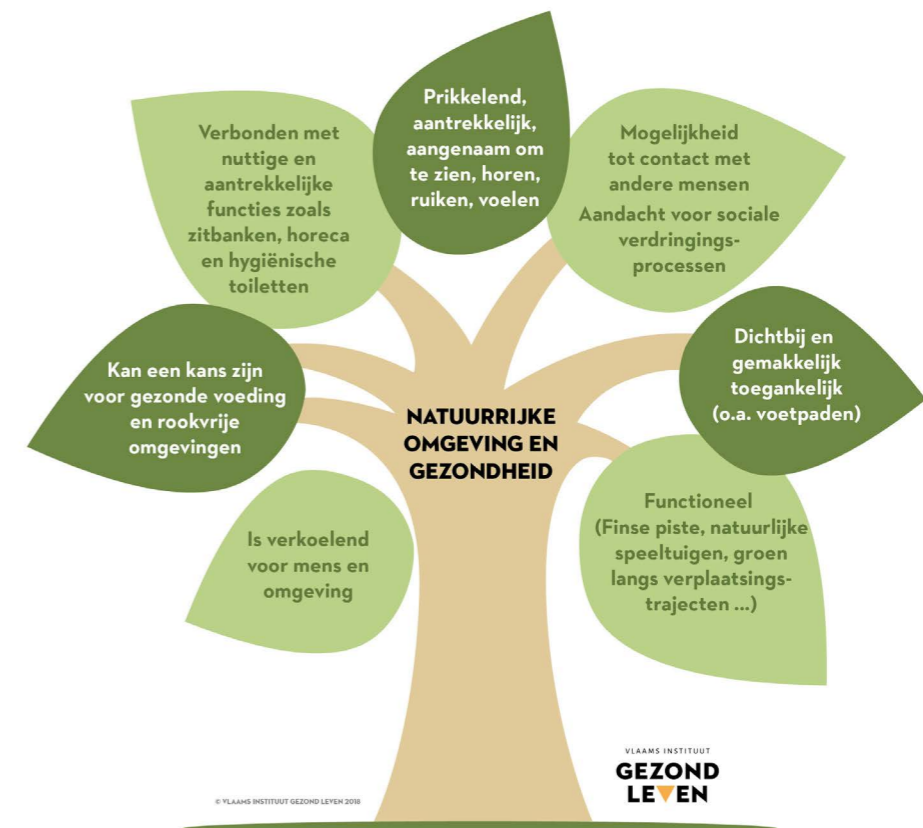 Prikkelend,
aantrekkelijk,
aangenaam om
te zien, horen,
ruiken, voelen
Verbonden met
nuttige en
aantrekkelijke
functies zoals
zitbanken, horeca
en hygiënische
toiletten
Mogelijkheid
tot contact met
andere mensen
Aandacht voor sociale
verdringings-
processen
Kan een kans zijn
voor gezonde voeding
en rookvrije
omgevingen
Dichtbij en
gemakkelijk
toegankelijk
(o.a. voetpaden)
NATUURRIJKE
OMGEVING EN
GEZONDHEID
Is verkoelend
voor mens en
omgeving
Functioneel
(Finse piste, natuurlijke
speeltuigen, groen
langs verplaatsings-
trajecten ...)
VLAAMS INSTITUUT
GEZOND
LEVEN
© VLAAMS INSTITUUT GEZOND LEVEN 2018